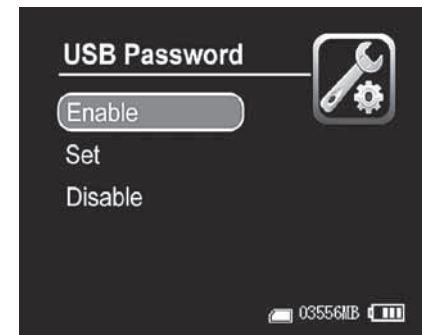 USB Password
Enable
Set
Disable
03556MB